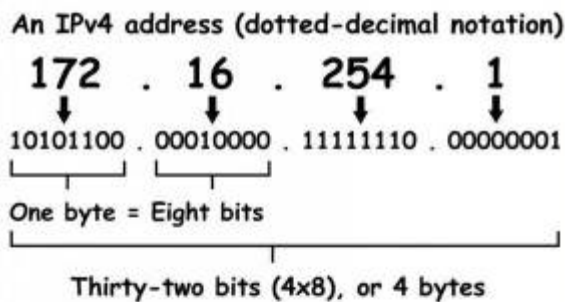 An IPv4 address (dotted-decimal notation)
172 . 16 . 254 . 1
10101100 . 00010000 . 11111110 . 00000001
One byte = Eight bits
Thirty-two bits (4x8), or 4 bytes